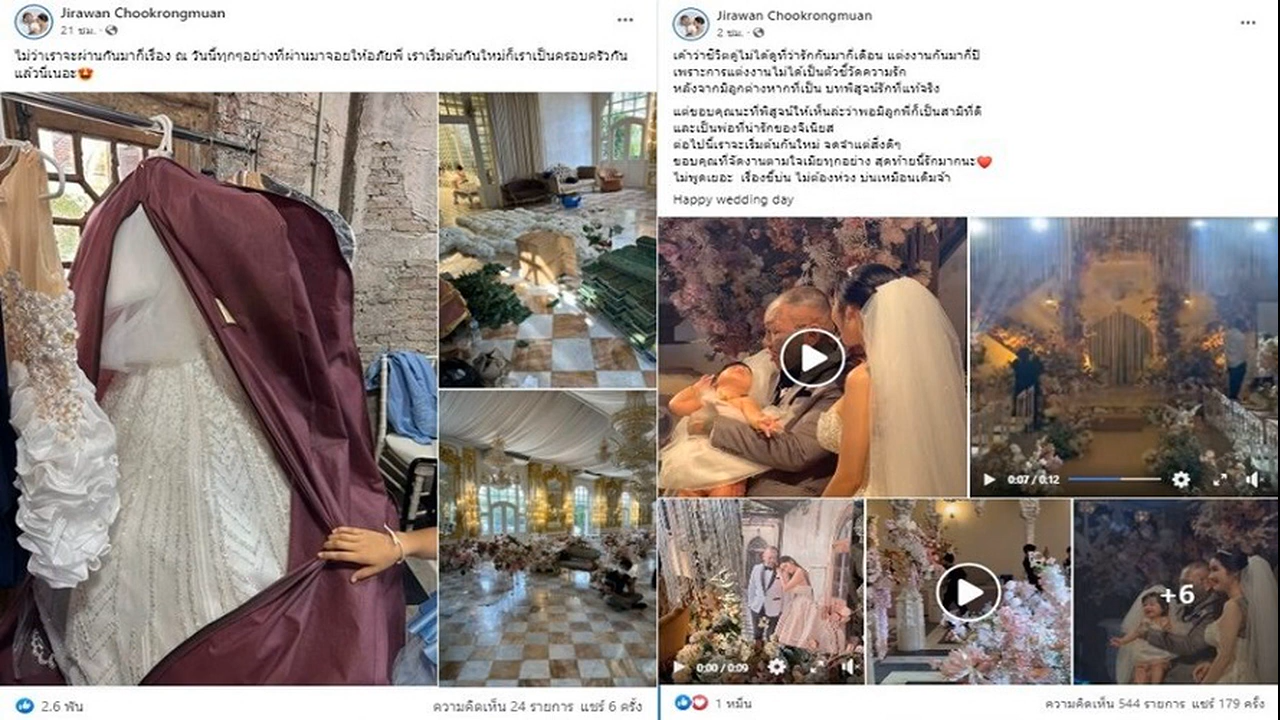 Jirawan Chookrongmuan
21 ชม.
ไม่ว่าเราจะผ่านกันมากี่เรื่อง ณ วันนี้ทุกๆอย่างที่ผ่านมาจอยให้อภัยพี่ เราเริ่มต้นกันใหม่ก็เราเป็นครอบครัวกัน
แล้วนี่เนอะ🤩
2.6 พัน
ความคิดเห็น 24 รายการ แชร์ 6 ครั้ง
Jirawan Chookrongmuan
2 ชม.
เค้าว่าชีวิตคู่ไม่ได้ดูที่ว่ารักกันมากี่เดือน แต่งงานกันมากี่ปี
เพราะการแต่งงานไม่ได้เป็นตัวชี้วัดความรัก
หลังจากมีลูกต่างหากที่เป็น บทพิสูจน์รักที่แท้จริง
แต่ขอบคุณนะที่พิสูจน์ให้เห็นล่ะว่าพอมีลูกพี่ก็เป็นสามีที่ดี
และเป็นพ่อที่น่ารักของจีเนียส
ต่อไปนี้เราจะเริ่มต้นกันใหม่ จดจำแต่สิ่งดีๆ
ขอบคุณที่จัดงานตามใจเมียทุกอย่าง สุดท้ายนี้รักมากนะ❤️
ไม่พูดเยอะ เรื่องขี้บ่น ไม่ต้องห่วง บ่นเหมือนเดิมจ้า
Happy wedding day
0:07 / 0:12
0:00 / 0:09
+6
1 หมื่น
ความคิดเห็น 544 รายการ แชร์ 179 ครั้ง